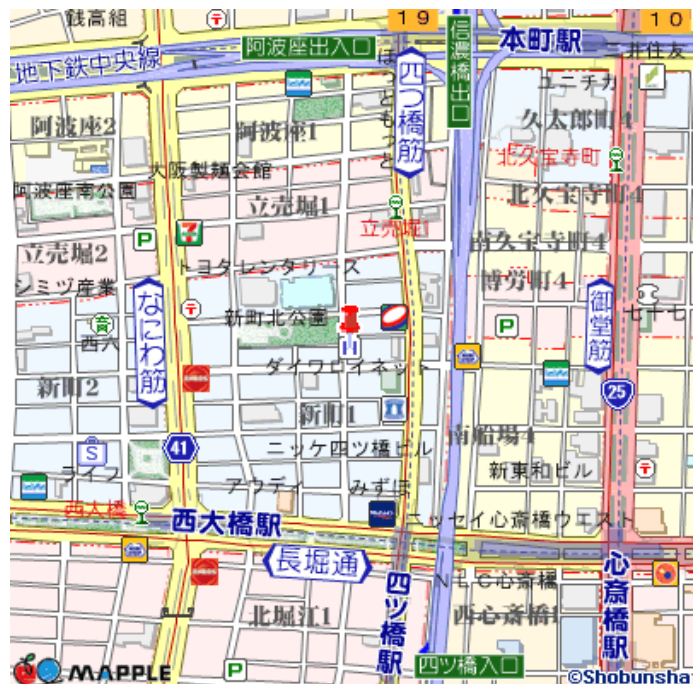 銭高組
19
10
本町駅
信濃橋出口
阿波座出入口
三井住友
地下鉄中央線
四つ橋筋
ほっともっと
ユニチカ
阿波座2
阿波座1
久太郎町4
大阪製麺会館
北久宝寺町
阿波座南公園
立売堀1
北久宝寺町4
立売堀1
立売堀2
南久宝寺町4
トヨタレンタリース
シミヅ産業
博労町4
なにわ筋
新町北公園
御堂筋
七十七
P
P
育
西六
ダイワロイネット
新町2
新町1
25
南船場4
41
ニッケ四ツ橋ビル
S
ライフ
新東和ビル
アウディ
みずほ
西大橋
西大橋駅
ニッセイ心斎橋ウエスト
長堀通
四ツ橋駅
心斎橋駅
NLC心斎橋
北堀江1
西心斎橋1
P
四ツ橋入口
MAPPLE
©Shobunsha